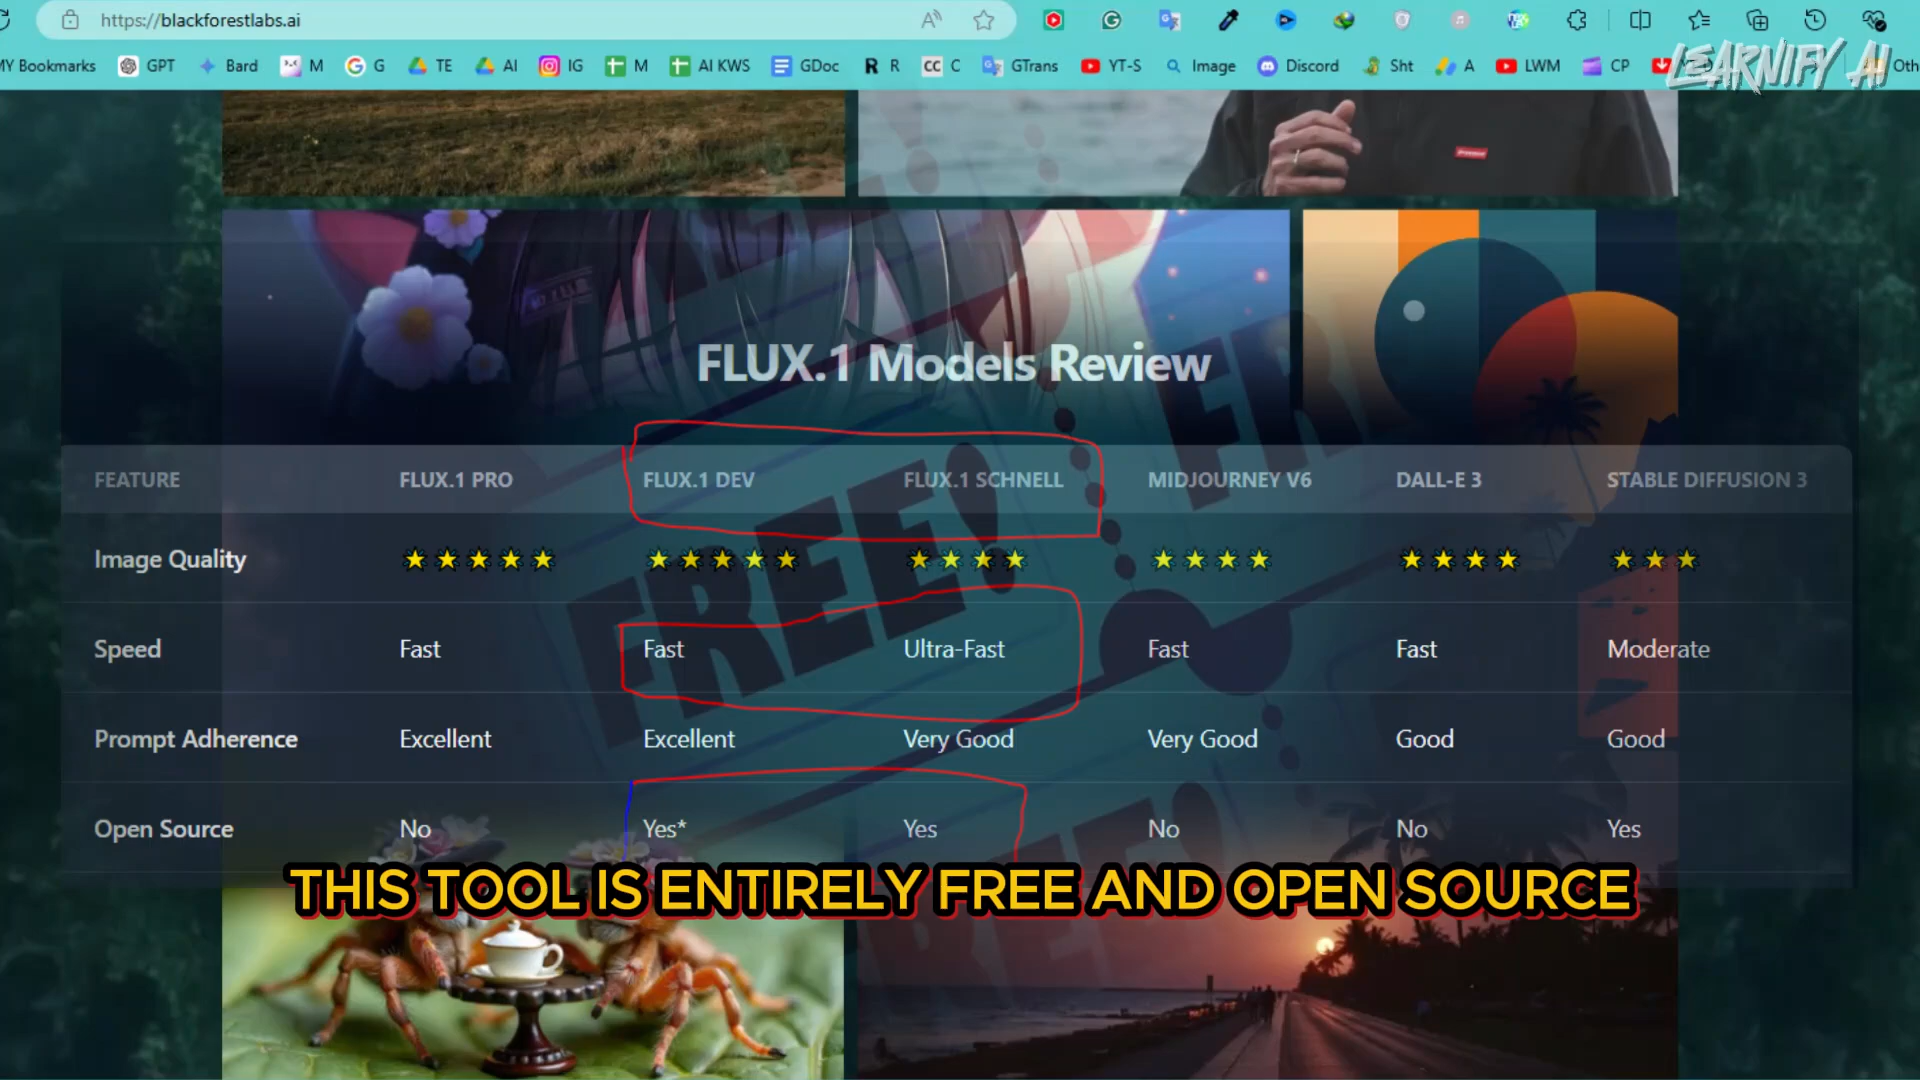 https://blackforestlabs.ai
MY Bookmarks GPT Bard M G TE AI IG M AI KWS GDoc R R CC C GTrans YT-S Image Discord Sht A LWM CP Oth
LEARNIFY AI
FLUX.1 Models Review
FEATURE FLUX.1 PRO FLUX.1 DEV FLUX.1 SCHNELL MIDJOURNEY V6 DALL-E 3 STABLE DIFFUSION 3
Image Quality
Speed Fast Fast Ultra-Fast Fast Fast Moderate
Prompt Adherence Excellent Excellent Very Good Very Good Good Good
Open Source No Yes* Yes No No Yes
FREE!
THIS TOOL IS ENTIRELY FREE AND OPEN SOURCE